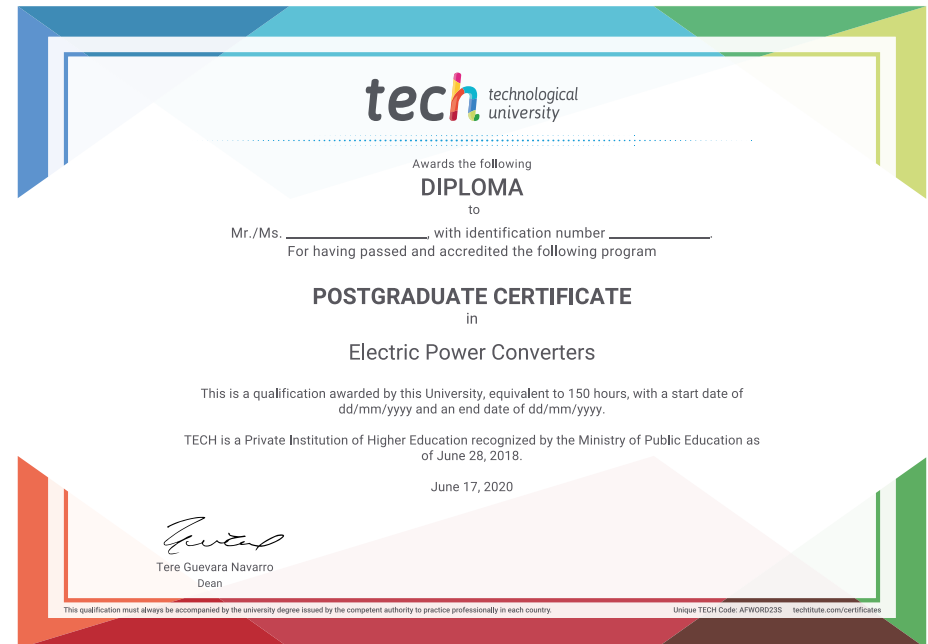 tech technological
university
Awards the following
DIPLOMA
to
Mr./Ms. ________________, with identification number ____________.
For having passed and accredited the following program
POSTGRADUATE CERTIFICATE
in
Electric Power Converters
This is a qualification awarded by this University, equivalent to 150 hours, with a start date of
dd/mm/yyyy and an end date of dd/mm/yyyy.
TECH is a Private Institution of Higher Education recognized by the Ministry of Public Education as
of June 28, 2018.
June 17, 2020
Tere Guevara Navarro
Dean
This qualification must always be accompanied by the university degree issued by the competent authority to practice professionally in each country. Unique TECH Code: AFWORD23S techtitute.com/certificates